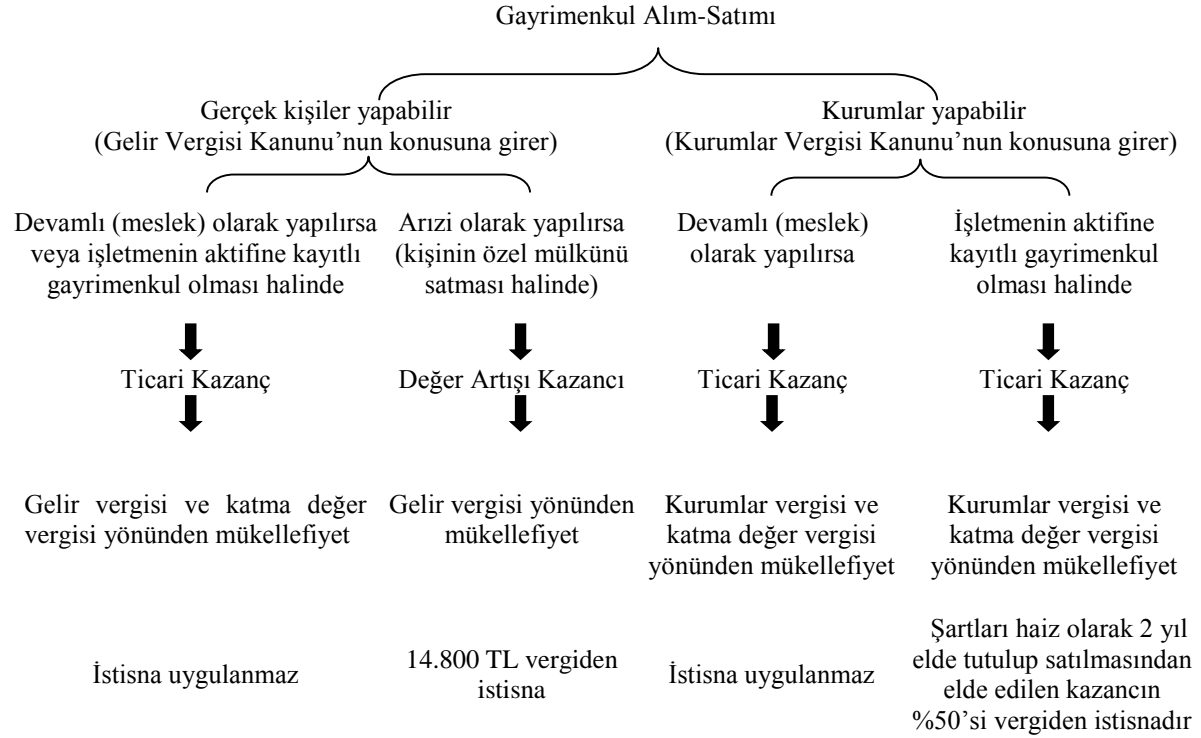 Gayrimenkul Alım-Satımı
Gerçek kişiler yapabilir
(Gelir Vergisi Kanunu’nun konusuna girer)
Kurumlar yapabilir
(Kurumlar Vergisi Kanunu’nun konusuna girer)
Devamlı (meslek) olarak yapılırsa
veya işletmenin aktifine kayıtlı
gayrimenkul olması halinde
Arızi olarak yapılırsa
(kişinin özel mülkünü
satması halinde)
Devamlı (meslek)
olarak yapılırsa
İşletmenin aktifine
kayıtlı gayrimenkul
olması halinde
Ticari Kazanç
Değer Artışı Kazancı
Ticari Kazanç
Ticari Kazanç
Gelir vergisi ve katma değer
vergisi yönünden mükellefiyet
Gelir vergisi yönünden
mükellefiyet
Kurumlar vergisi ve
katma değer vergisi
yönünden mükellefiyet
Kurumlar vergisi ve
katma değer vergisi
yönünden mükellefiyet
İstisna uygulanmaz
14.800 TL vergiden
istisna
İstisna uygulanmaz
Şartları haiz olarak 2 yıl
elde tutulup satılmasından
elde edilen kazancın
%50’si vergiden istisnadır